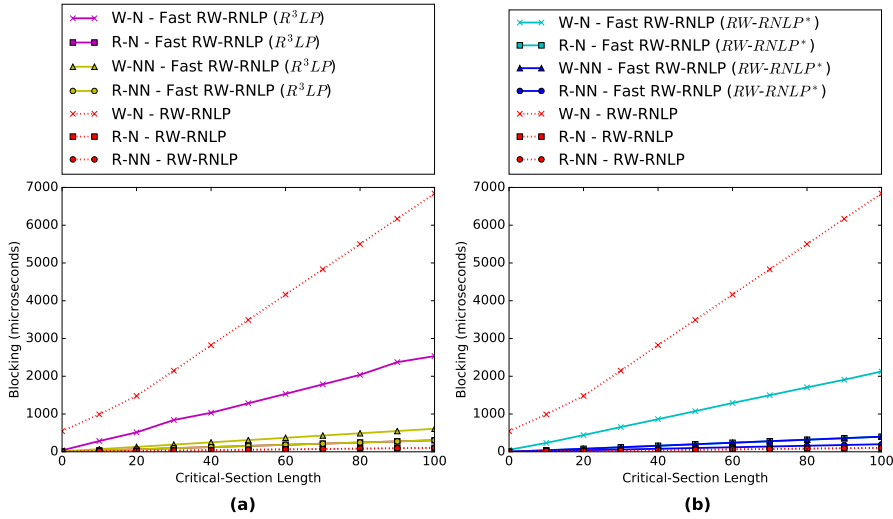 W-N - Fast RW-RNLP (R³LP)
R-N - Fast RW-RNLP (R³LP)
W-NN - Fast RW-RNLP (R³LP)
R-NN - Fast RW-RNLP (R³LP)
W-N - RW-RNLP
R-N - RW-RNLP
R-NN - RW-RNLP
7000
6000
5000
4000
3000
2000
1000
0
Blocking (microseconds)
0 20 40 60 80 100
Critical-Section Length
(a)
W-N - Fast RW-RNLP (RW-RNLP*)
R-N - Fast RW-RNLP (RW-RNLP*)
W-NN - Fast RW-RNLP (RW-RNLP*)
R-NN - Fast RW-RNLP (RW-RNLP*)
W-N - RW-RNLP
R-N - RW-RNLP
R-NN - RW-RNLP
7000
6000
5000
4000
3000
2000
1000
0
Blocking (microseconds)
0 20 40 60 80 100
Critical-Section Length
(b)